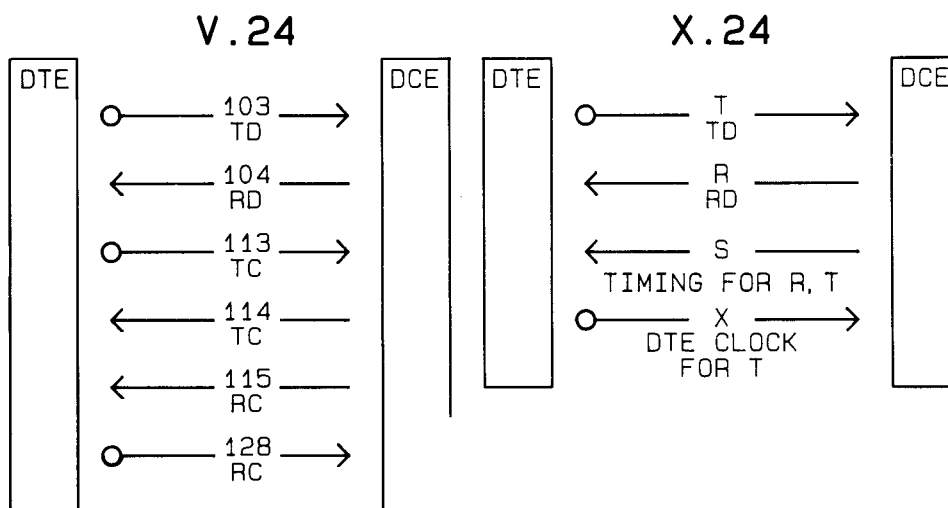 V.24
DTE
DCE
103
TD
104
RD
113
TC
114
TC
115
RC
128
RC
X.24
DTE
DCE
T
TD
R
RD
S
TIMING FOR R, T
X
DTE CLOCK
FOR T